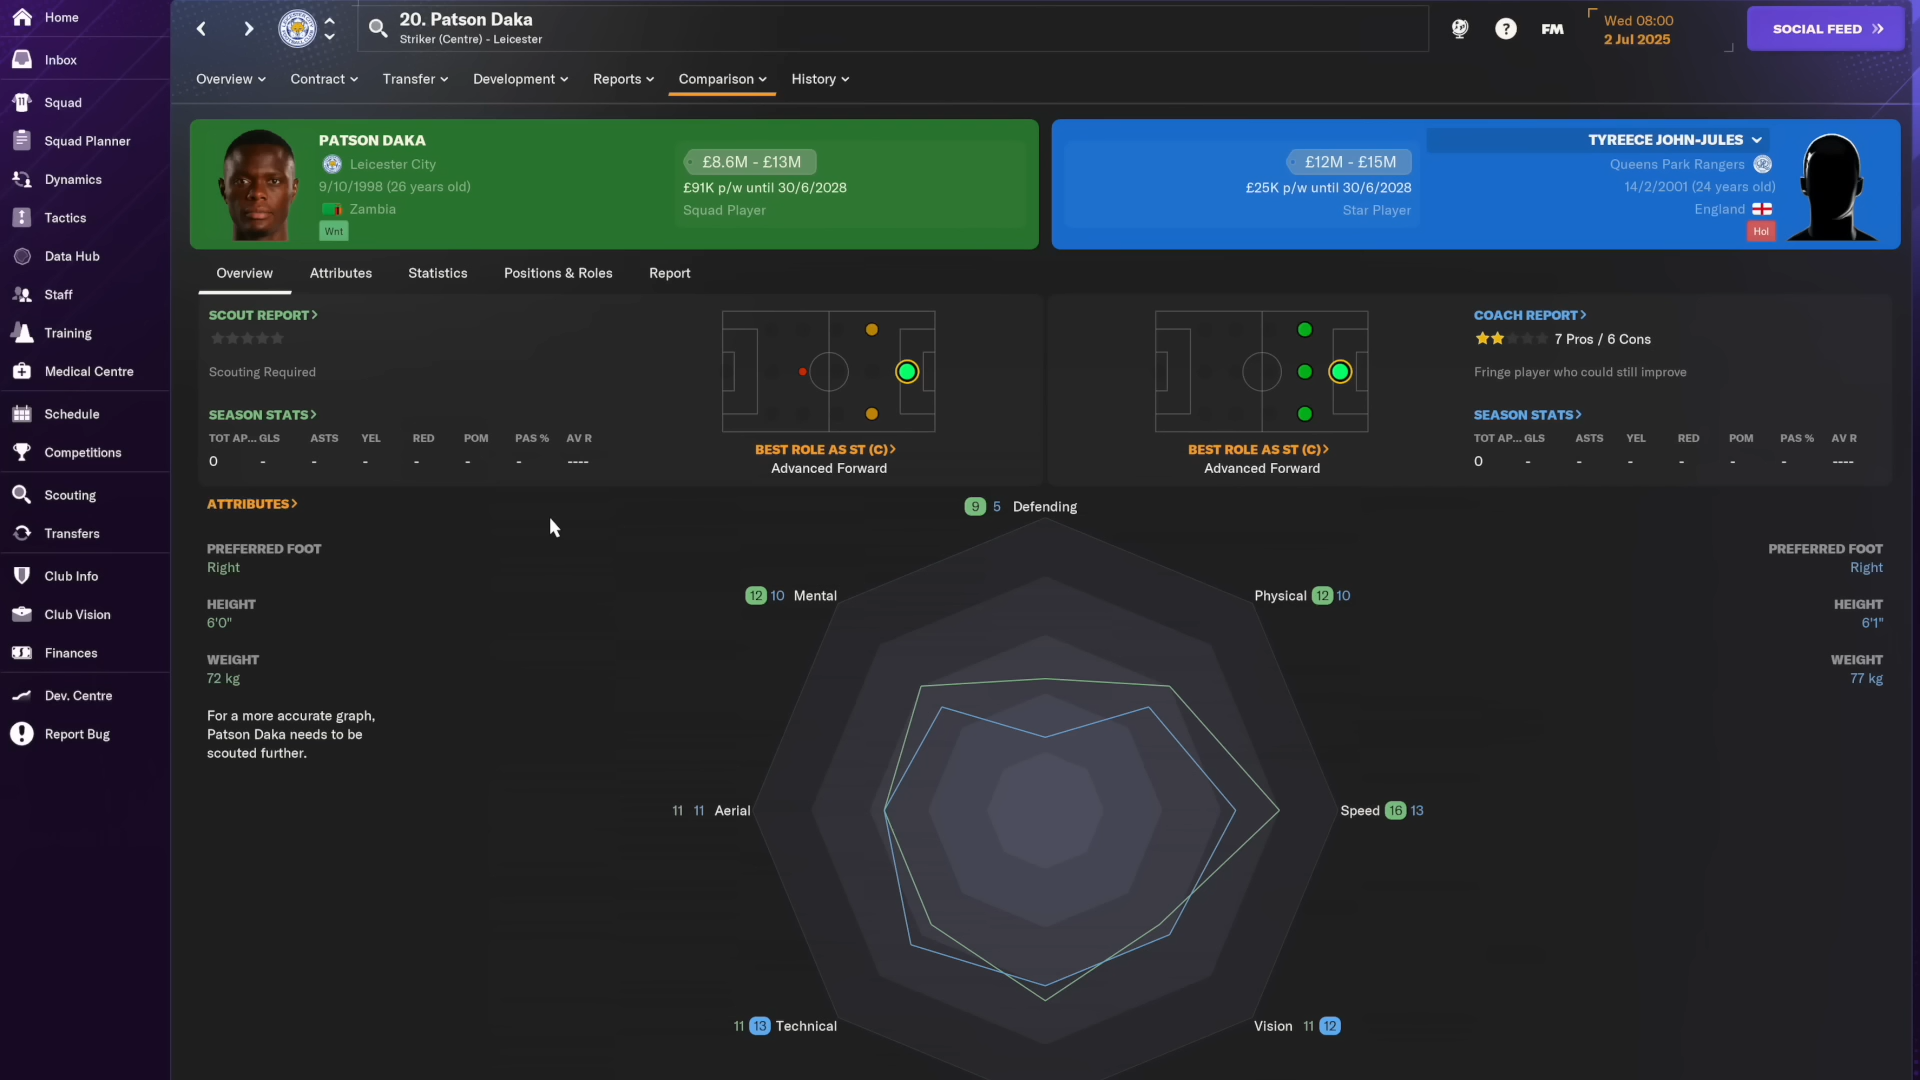 Home
Inbox
Squad
Squad Planner
Dynamics
Tactics
Data Hub
Staff
Training
Medical Centre
Schedule
Competitions
Scouting
Transfers
Club Info
Club Vision
Finances
Dev. Centre
Report Bug
20. Patson Daka
Striker (Centre) - Leicester
FM
Wed 08:00
2 Jul 2025
SOCIAL FEED
Overview
Contract
Transfer
Development
Reports
Comparison
History
PATSON DAKA
Leicester City
9/10/1998 (26 years old)
Zambia
Wnt
£8.6M - £13M
£91K p/w until 30/6/2028
Squad Player
£12M - £15M
£25K p/w until 30/6/2028
Star Player
TYREECE JOHN-JULES
Queens Park Rangers
14/2/2001 (24 years old)
England
Hol
Overview
Attributes
Statistics
Positions & Roles
Report
SCOUT REPORT
Scouting Required
SEASON STATS
TOT AP... GLS ASTS YEL RED POM PAS % AV R
0 - - - - - - ----
BEST ROLE AS ST (C)
Advanced Forward
BEST ROLE AS ST (C)
Advanced Forward
COACH REPORT
7 Pros / 6 Cons
Fringe player who could still improve
SEASON STATS
TOT AP... GLS ASTS YEL RED POM PAS % AV R
0 - - - - - - ----
ATTRIBUTES
PREFERRED FOOT
Right
HEIGHT
6'0"
WEIGHT
72 kg
For a more accurate graph,
Patson Daka needs to be
scouted further.
9 5 Defending
12 10 Mental
Physical 12 10
11 11 Aerial
Speed 16 13
11 13 Technical
Vision 11 12
PREFERRED FOOT
Right
HEIGHT
6'1"
WEIGHT
77 kg